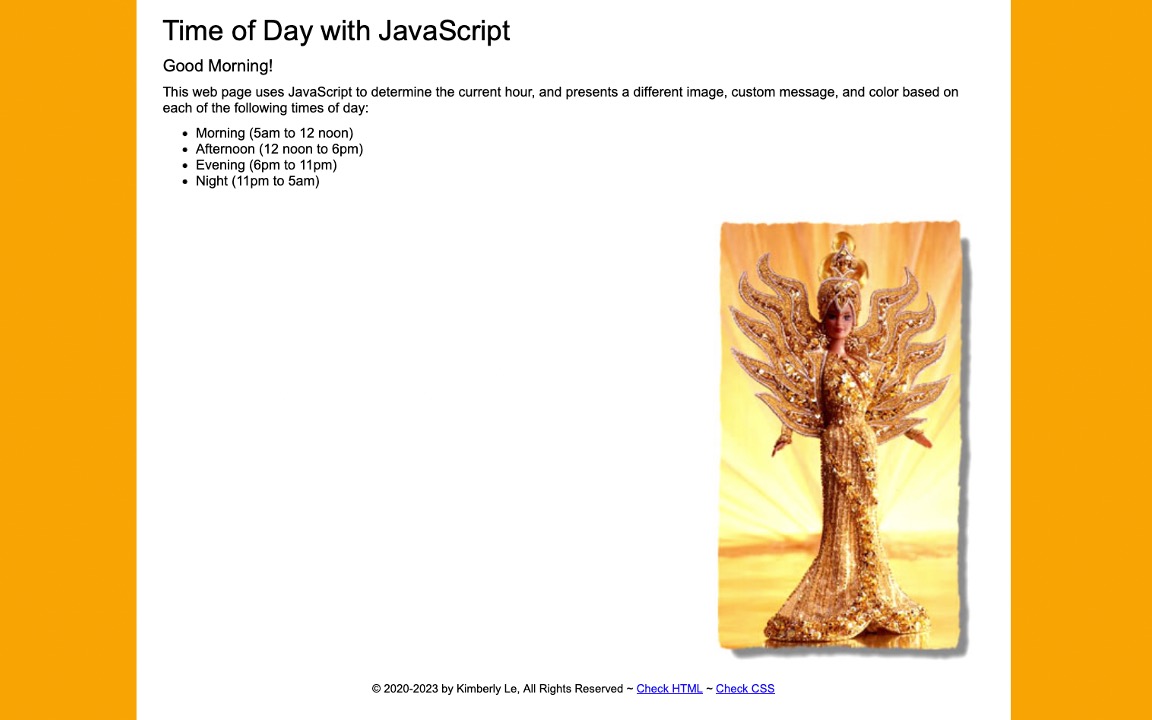 Time of Day with JavaScript
Good Morning!
This web page uses JavaScript to determine the current hour, and presents a different image, custom message, and color based on
each of the following times of day:
• Morning (5am to 12 noon)
• Afternoon (12 noon to 6pm)
• Evening (6pm to 11pm)
• Night (11pm to 5am)
© 2020-2023 by Kimberly Le, All Rights Reserved ~ Check HTML ~ Check CSS